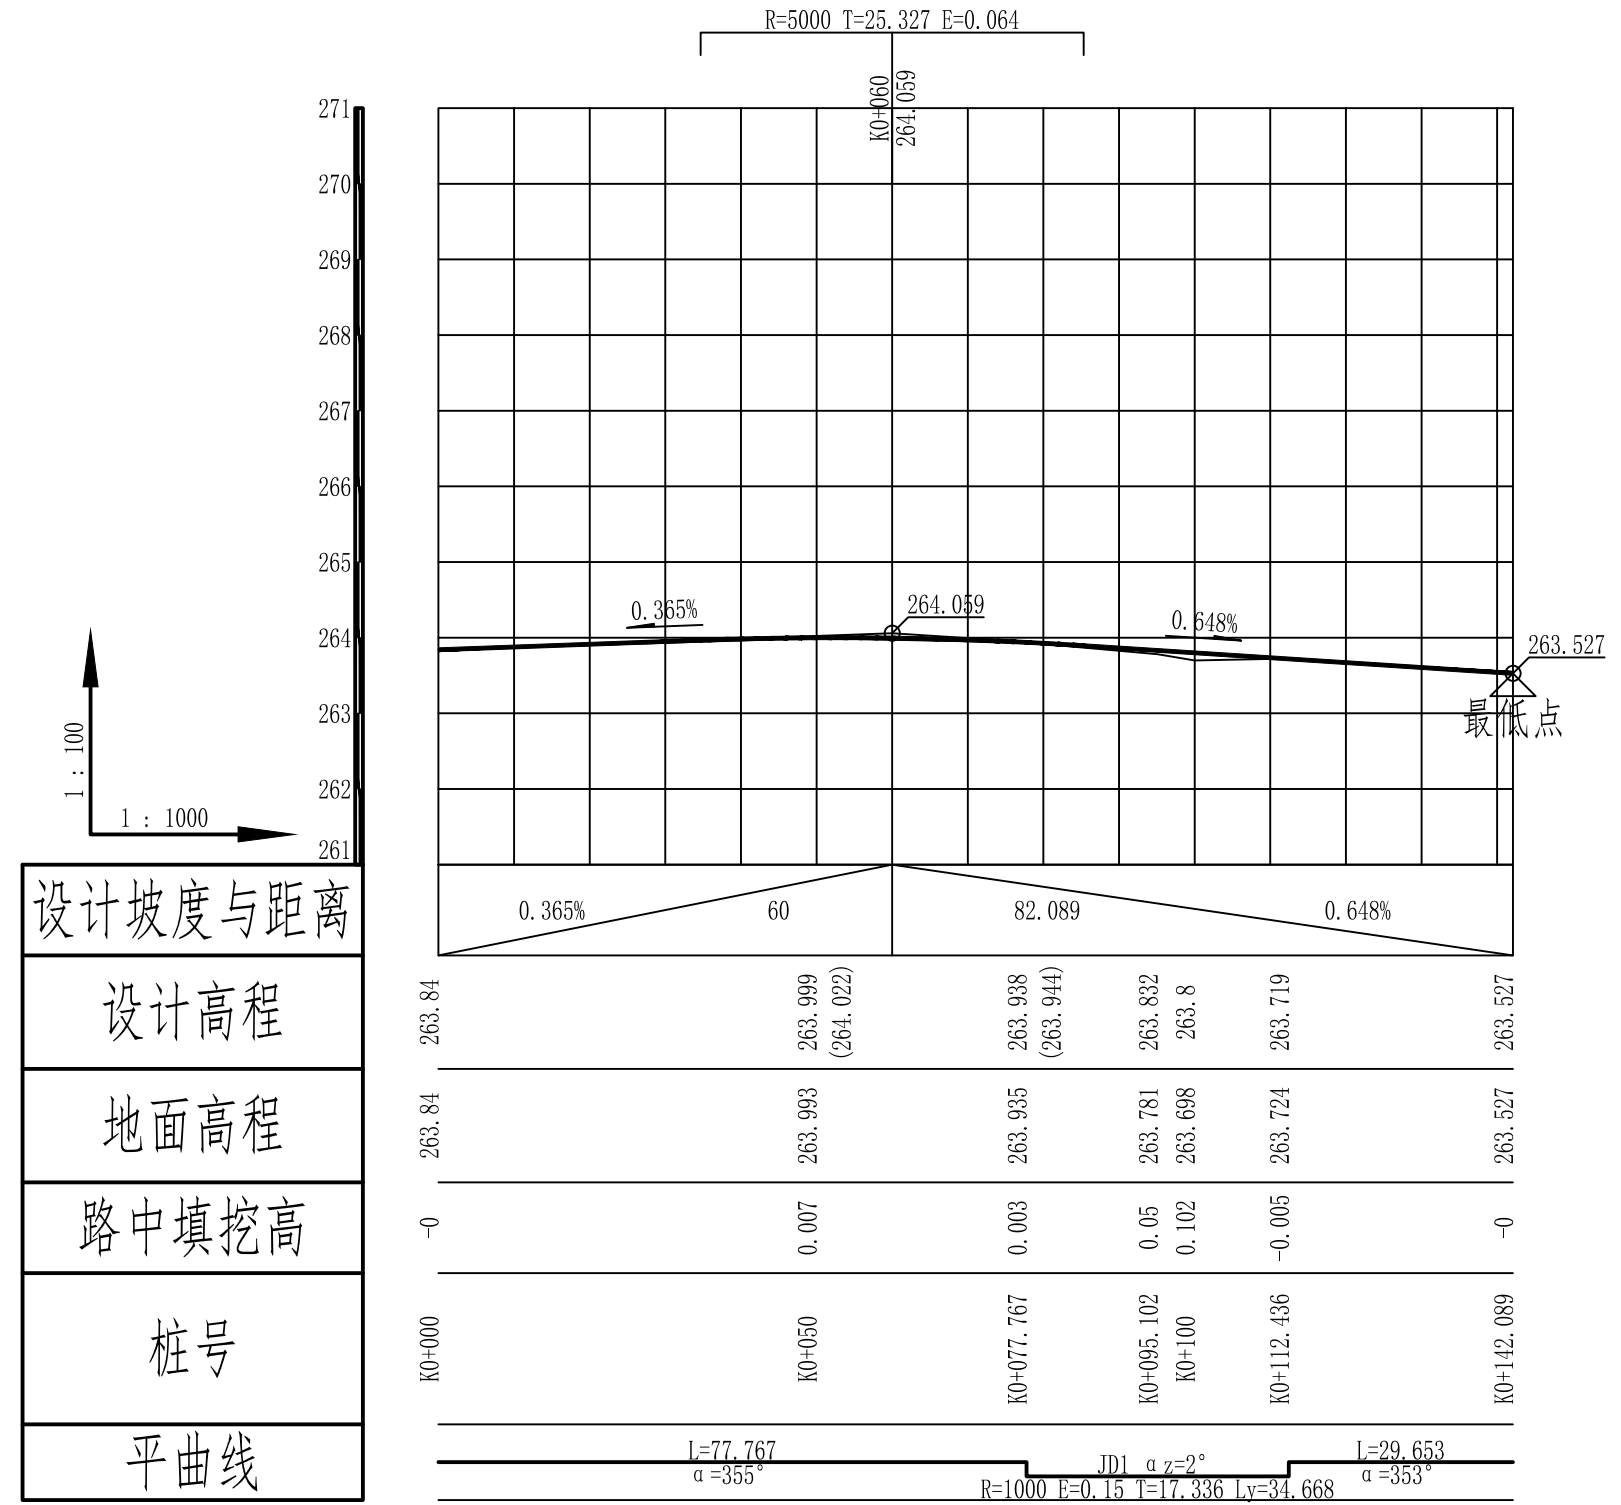 R=5000 T=25.327 E=0.064
K0+060
264.059
271
270
269
268
267
266
265
264
263
262
261
0.365%
264.059
0.648%
263.527
最低点
1 : 100
1 : 1000
设计坡度与距离
0.365%
60
82.089
0.648%
设计高程
263.84
263.999
(264.022)
263.938
(263.944)
263.832
263.8
263.719
263.527
地面高程
263.84
263.993
263.935
263.781
263.698
263.724
263.527
路中填挖高
-0
0.007
0.003
0.05
0.102
-0.005
-0
桩号
K0+000
K0+050
K0+077.767
K0+095.102
K0+100
K0+112.436
K0+142.089
平曲线
L=77.767
α=355°
JD1 αz=2°
R=1000 E=0.15 T=17.336 Ly=34.668
L=29.653
α=353°